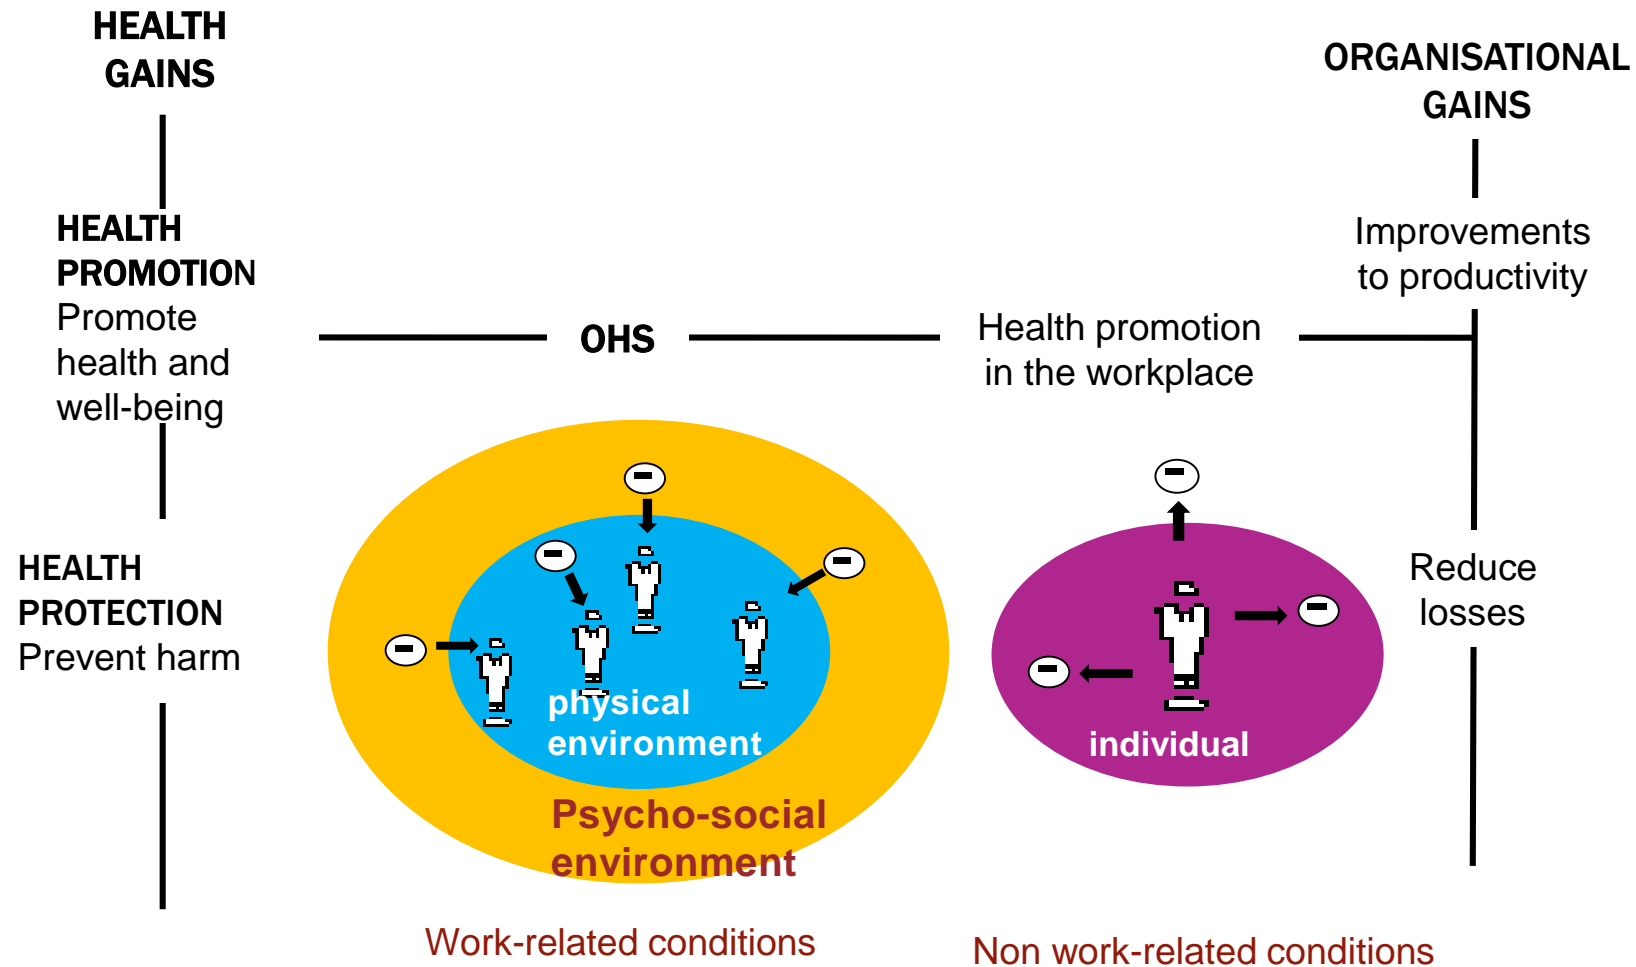 HEALTH
GAINS
ORGANISATIONAL
GAINS
HEALTH
PROMOTION
Promote
health and
well-being
Improvements
to productivity
OHS
Health promotion
in the workplace
HEALTH
PROTECTION
Prevent harm
Reduce
losses
physical
environment
individual
Psycho-social
environment
Work-related conditions
Non work-related conditions